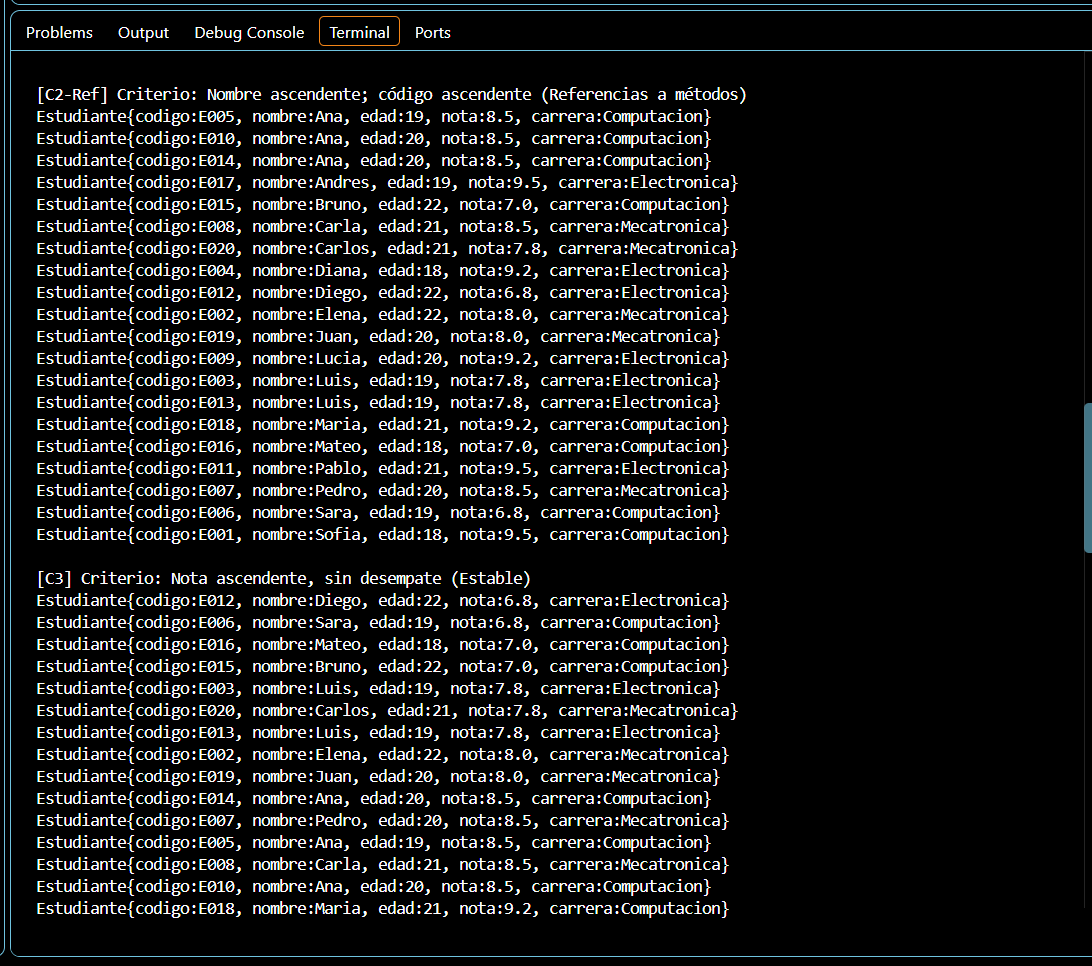 Problems Output Debug Console Terminal Ports
[C2-Ref] Criterio: Nombre ascendente; código ascendente (Referencias a métodos)
Estudiante{codigo:E005, nombre:Ana, edad:19, nota:8.5, carrera:Computacion}
Estudiante{codigo:E010, nombre:Ana, edad:20, nota:8.5, carrera:Computacion}
Estudiante{codigo:E014, nombre:Ana, edad:20, nota:8.5, carrera:Computacion}
Estudiante{codigo:E017, nombre:Andres, edad:19, nota:9.5, carrera:Electronica}
Estudiante{codigo:E015, nombre:Bruno, edad:22, nota:7.0, carrera:Computacion}
Estudiante{codigo:E008, nombre:Carla, edad:21, nota:8.5, carrera:Mecatronica}
Estudiante{codigo:E020, nombre:Carlos, edad:21, nota:7.8, carrera:Mecatronica}
Estudiante{codigo:E004, nombre:Diana, edad:18, nota:9.2, carrera:Electronica}
Estudiante{codigo:E012, nombre:Diego, edad:22, nota:6.8, carrera:Electronica}
Estudiante{codigo:E002, nombre:Elena, edad:22, nota:8.0, carrera:Mecatronica}
Estudiante{codigo:E019, nombre:Juan, edad:20, nota:8.0, carrera:Mecatronica}
Estudiante{codigo:E009, nombre:Lucia, edad:20, nota:9.2, carrera:Electronica}
Estudiante{codigo:E003, nombre:Luis, edad:19, nota:7.8, carrera:Electronica}
Estudiante{codigo:E013, nombre:Luis, edad:19, nota:7.8, carrera:Electronica}
Estudiante{codigo:E018, nombre:Maria, edad:21, nota:9.2, carrera:Computacion}
Estudiante{codigo:E016, nombre:Mateo, edad:18, nota:7.0, carrera:Computacion}
Estudiante{codigo:E011, nombre:Pablo, edad:21, nota:9.5, carrera:Electronica}
Estudiante{codigo:E007, nombre:Pedro, edad:20, nota:8.5, carrera:Mecatronica}
Estudiante{codigo:E006, nombre:Sara, edad:19, nota:6.8, carrera:Computacion}
Estudiante{codigo:E001, nombre:Sofia, edad:18, nota:9.5, carrera:Computacion}
[C3] Criterio: Nota ascendente, sin desempate (Estable)
Estudiante{codigo:E012, nombre:Diego, edad:22, nota:6.8, carrera:Electronica}
Estudiante{codigo:E006, nombre:Sara, edad:19, nota:6.8, carrera:Computacion}
Estudiante{codigo:E016, nombre:Mateo, edad:18, nota:7.0, carrera:Computacion}
Estudiante{codigo:E015, nombre:Bruno, edad:22, nota:7.0, carrera:Computacion}
Estudiante{codigo:E003, nombre:Luis, edad:19, nota:7.8, carrera:Electronica}
Estudiante{codigo:E020, nombre:Carlos, edad:21, nota:7.8, carrera:Mecatronica}
Estudiante{codigo:E013, nombre:Luis, edad:19, nota:7.8, carrera:Electronica}
Estudiante{codigo:E002, nombre:Elena, edad:22, nota:8.0, carrera:Mecatronica}
Estudiante{codigo:E019, nombre:Juan, edad:20, nota:8.0, carrera:Mecatronica}
Estudiante{codigo:E014, nombre:Ana, edad:20, nota:8.5, carrera:Computacion}
Estudiante{codigo:E007, nombre:Pedro, edad:20, nota:8.5, carrera:Mecatronica}
Estudiante{codigo:E005, nombre:Ana, edad:19, nota:8.5, carrera:Computacion}
Estudiante{codigo:E008, nombre:Carla, edad:21, nota:8.5, carrera:Mecatronica}
Estudiante{codigo:E010, nombre:Ana, edad:20, nota:8.5, carrera:Computacion}
Estudiante{codigo:E018, nombre:Maria, edad:21, nota:9.2, carrera:Computacion}